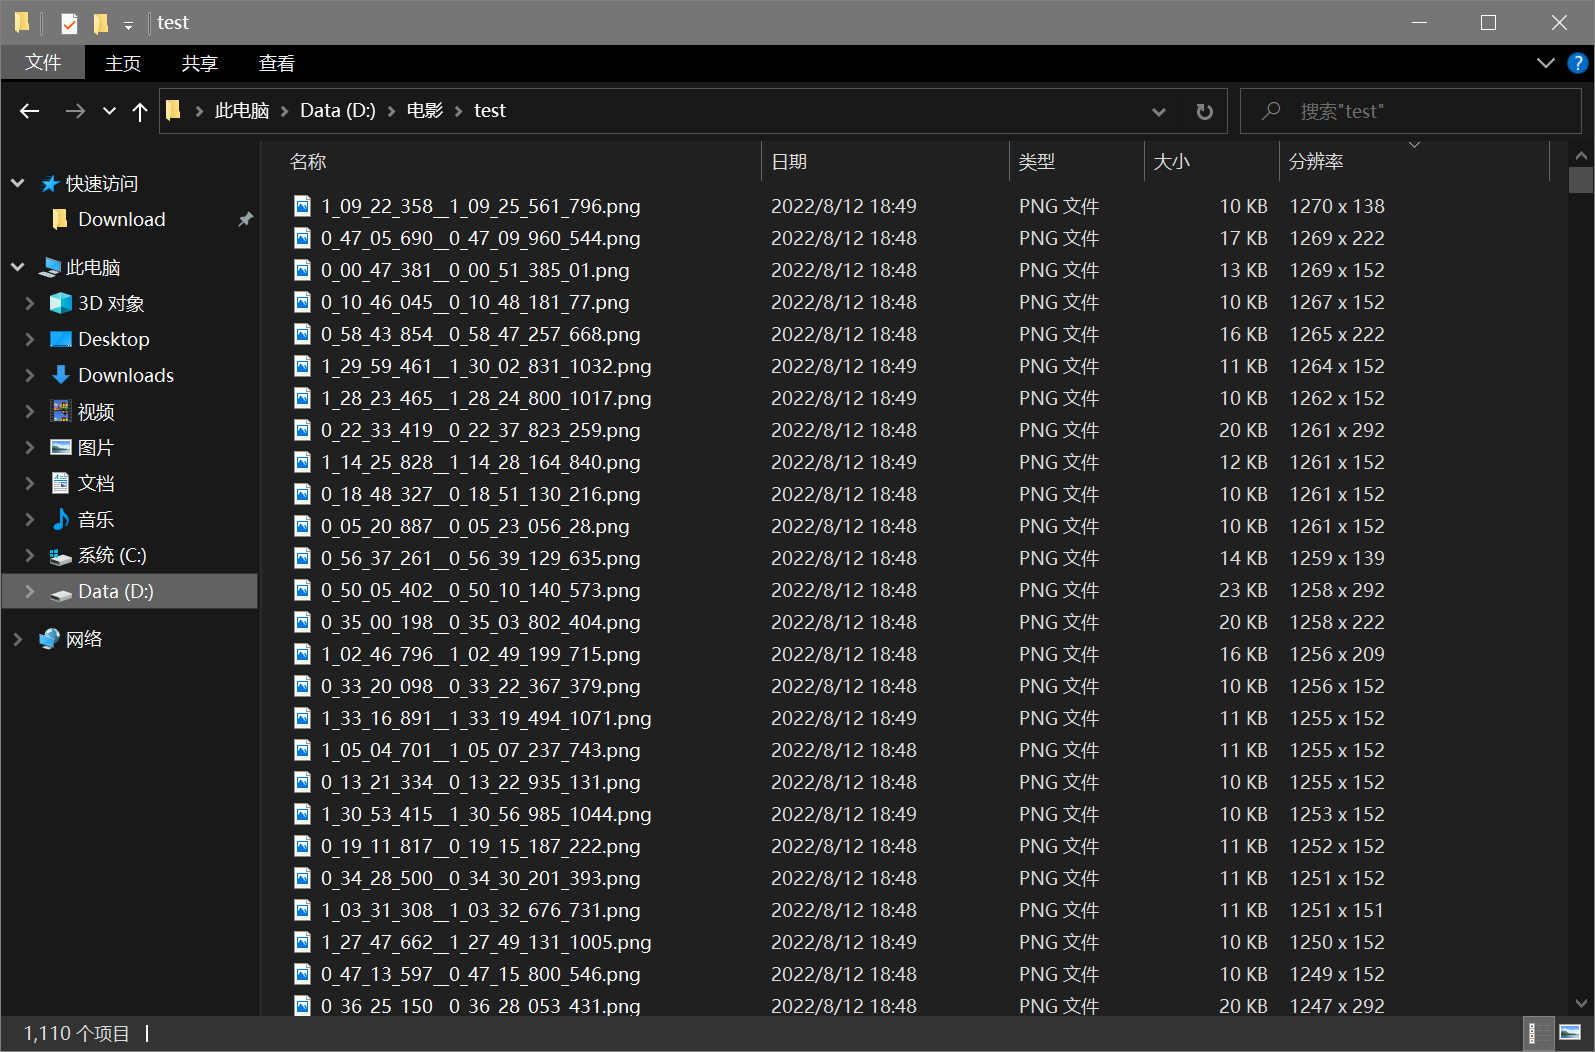 test
文件 主页 共享 查看
此电脑 Data (D:) 电影 test 搜索"test"
快速访问
Download
此电脑
3D 对象
Desktop
Downloads
视频
图片
文档
音乐
系统 (C:)
Data (D:)
网络
名称 日期 类型 大小 分辨率
1_09_22_358__1_09_25_561_796.png 2022/8/12 18:49 PNG 文件 10 KB 1270 x 138
0_47_05_690__0_47_09_960_544.png 2022/8/12 18:48 PNG 文件 17 KB 1269 x 222
0_00_47_381__0_00_51_385_01.png 2022/8/12 18:48 PNG 文件 13 KB 1269 x 152
0_10_46_045__0_10_48_181_77.png 2022/8/12 18:48 PNG 文件 10 KB 1267 x 152
0_58_43_854__0_58_47_257_668.png 2022/8/12 18:48 PNG 文件 16 KB 1265 x 222
1_29_59_461__1_30_02_831_1032.png 2022/8/12 18:49 PNG 文件 11 KB 1264 x 152
1_28_23_465__1_28_24_800_1017.png 2022/8/12 18:49 PNG 文件 10 KB 1262 x 152
0_22_33_419__0_22_37_823_259.png 2022/8/12 18:48 PNG 文件 20 KB 1261 x 292
1_14_25_828__1_14_28_164_840.png 2022/8/12 18:49 PNG 文件 12 KB 1261 x 152
0_18_48_327__0_18_51_130_216.png 2022/8/12 18:48 PNG 文件 10 KB 1261 x 152
0_05_20_887__0_05_23_056_28.png 2022/8/12 18:48 PNG 文件 10 KB 1261 x 152
0_56_37_261__0_56_39_129_635.png 2022/8/12 18:48 PNG 文件 14 KB 1259 x 139
0_50_05_402__0_50_10_140_573.png 2022/8/12 18:48 PNG 文件 23 KB 1258 x 292
0_35_00_198__0_35_03_802_404.png 2022/8/12 18:48 PNG 文件 20 KB 1258 x 222
1_02_46_796__1_02_49_199_715.png 2022/8/12 18:48 PNG 文件 16 KB 1256 x 209
0_33_20_098__0_33_22_367_379.png 2022/8/12 18:48 PNG 文件 10 KB 1256 x 152
1_33_16_891__1_33_19_494_1071.png 2022/8/12 18:49 PNG 文件 11 KB 1255 x 152
1_05_04_701__1_05_07_237_743.png 2022/8/12 18:48 PNG 文件 11 KB 1255 x 152
0_13_21_334__0_13_22_935_131.png 2022/8/12 18:48 PNG 文件 10 KB 1255 x 152
1_30_53_415__1_30_56_985_1044.png 2022/8/12 18:49 PNG 文件 10 KB 1253 x 152
0_19_11_817__0_19_15_187_222.png 2022/8/12 18:48 PNG 文件 11 KB 1252 x 152
0_34_28_500__0_34_30_201_393.png 2022/8/12 18:48 PNG 文件 11 KB 1251 x 152
1_03_31_308__1_03_32_676_731.png 2022/8/12 18:48 PNG 文件 11 KB 1251 x 151
1_27_47_662__1_27_49_131_1005.png 2022/8/12 18:49 PNG 文件 10 KB 1250 x 152
0_47_13_597__0_47_15_800_546.png 2022/8/12 18:48 PNG 文件 10 KB 1249 x 152
0_36_25_150__0_36_28_053_431.png 2022/8/12 18:48 PNG 文件 20 KB 1247 x 292
1,110 个项目